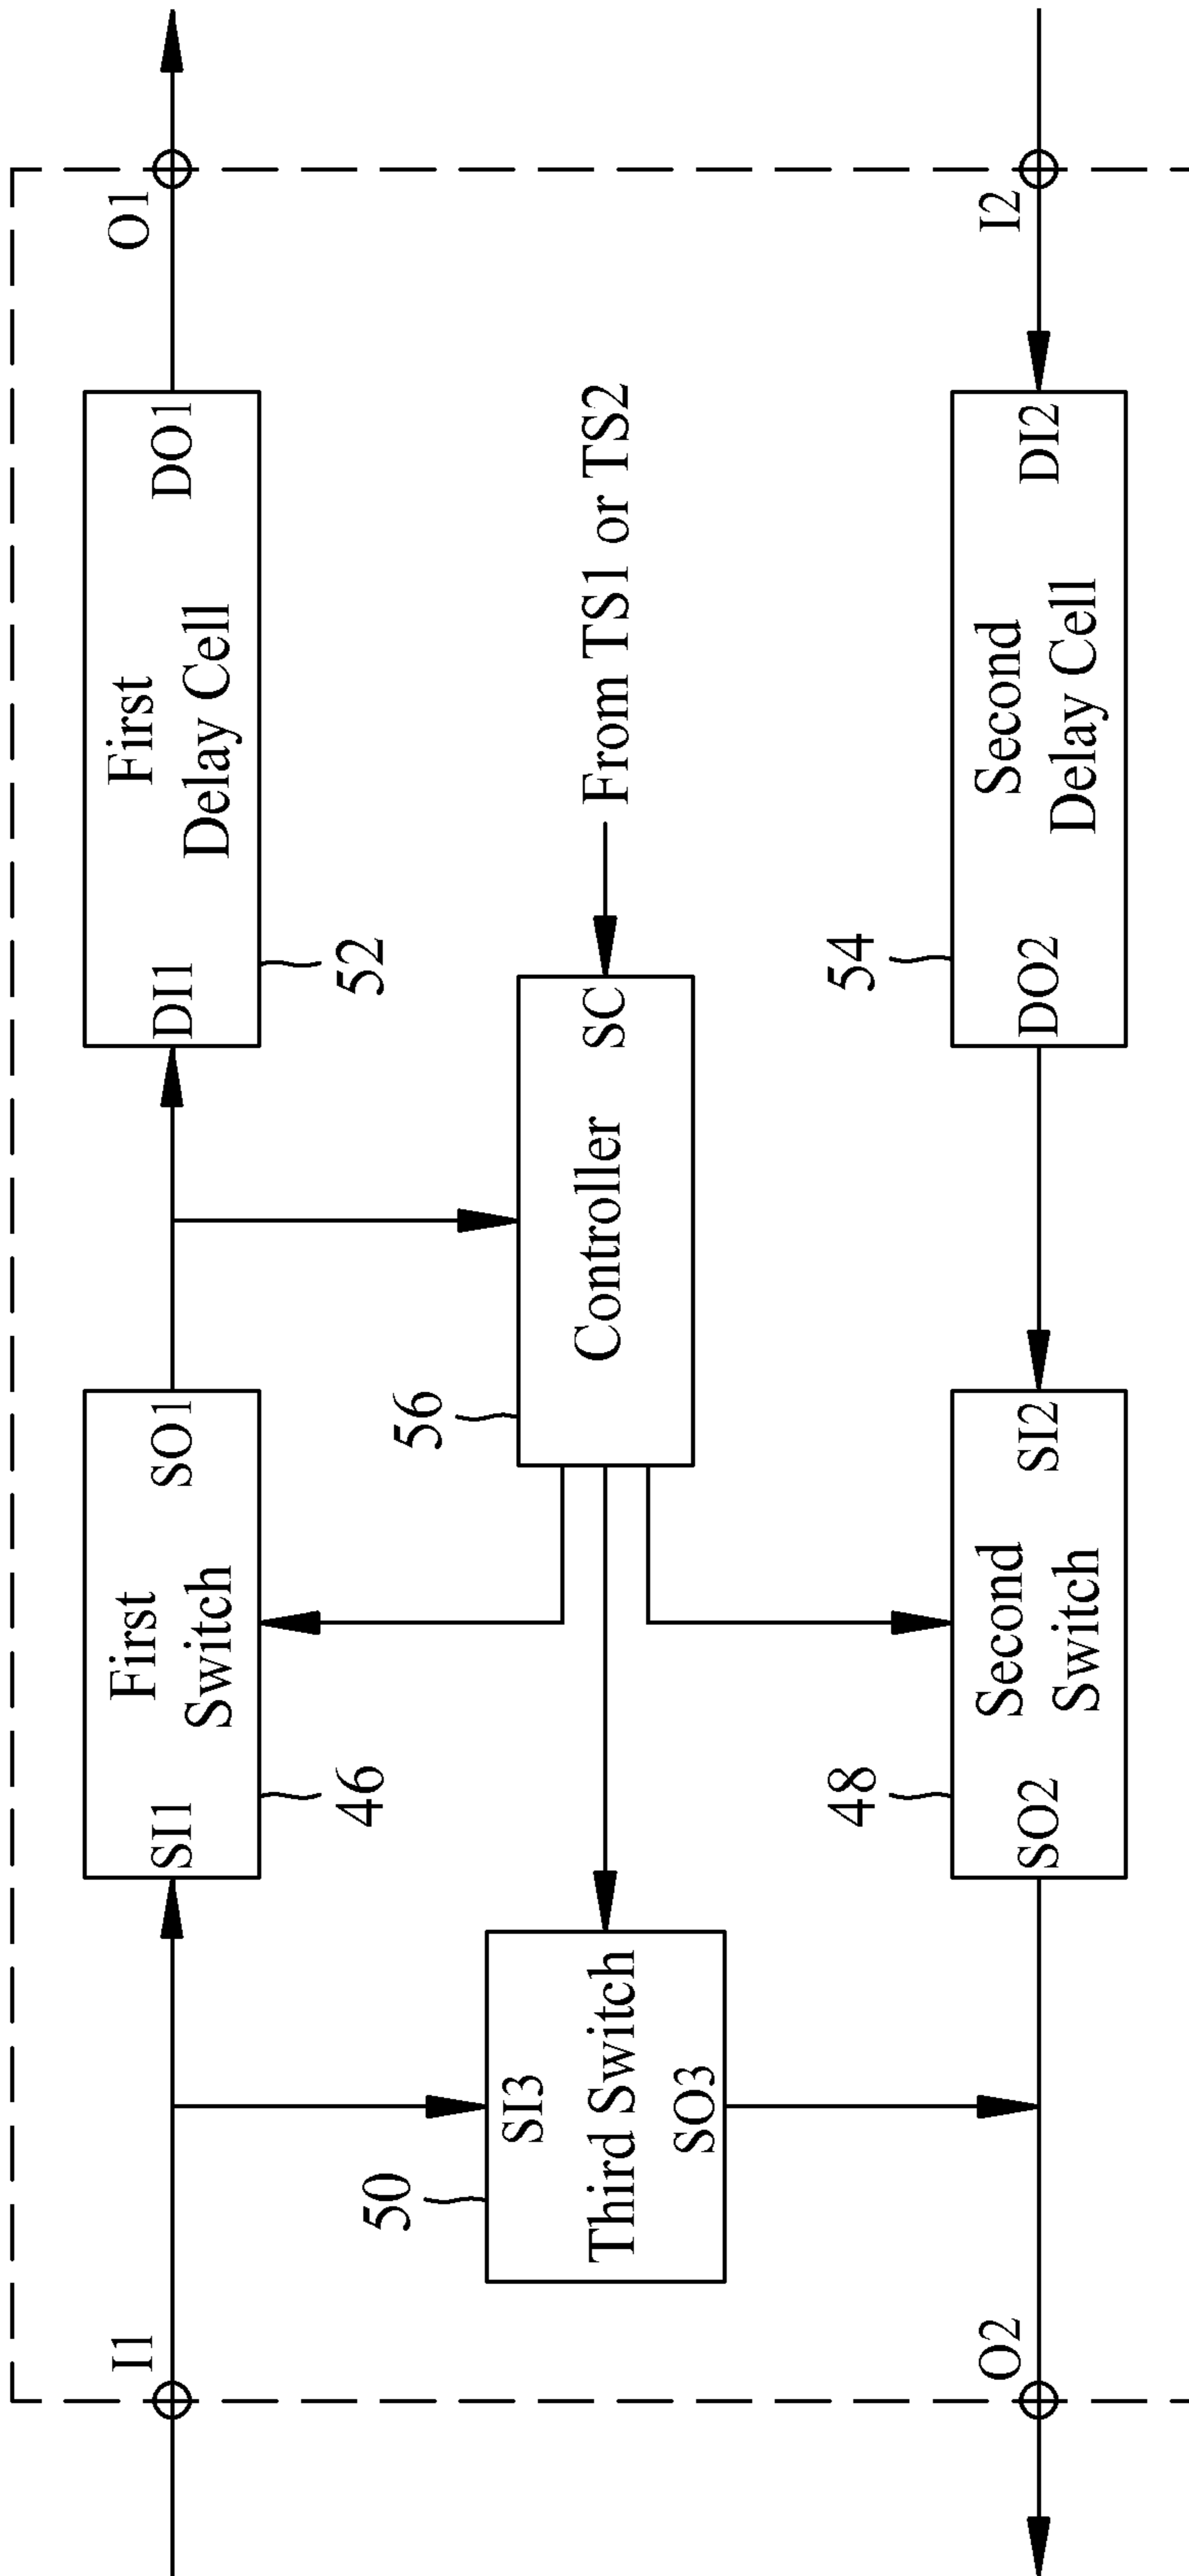 I1
SI1
First
Switch
SO1
46
DI1
First
Delay Cell
DO1
52
O1
50
SI3
Third Switch
SO3
56
Controller
SC
From TS1 or TS2
O2
SO2
Second
Switch
SI2
48
DO2
Second
Delay Cell
DI2
54
I2